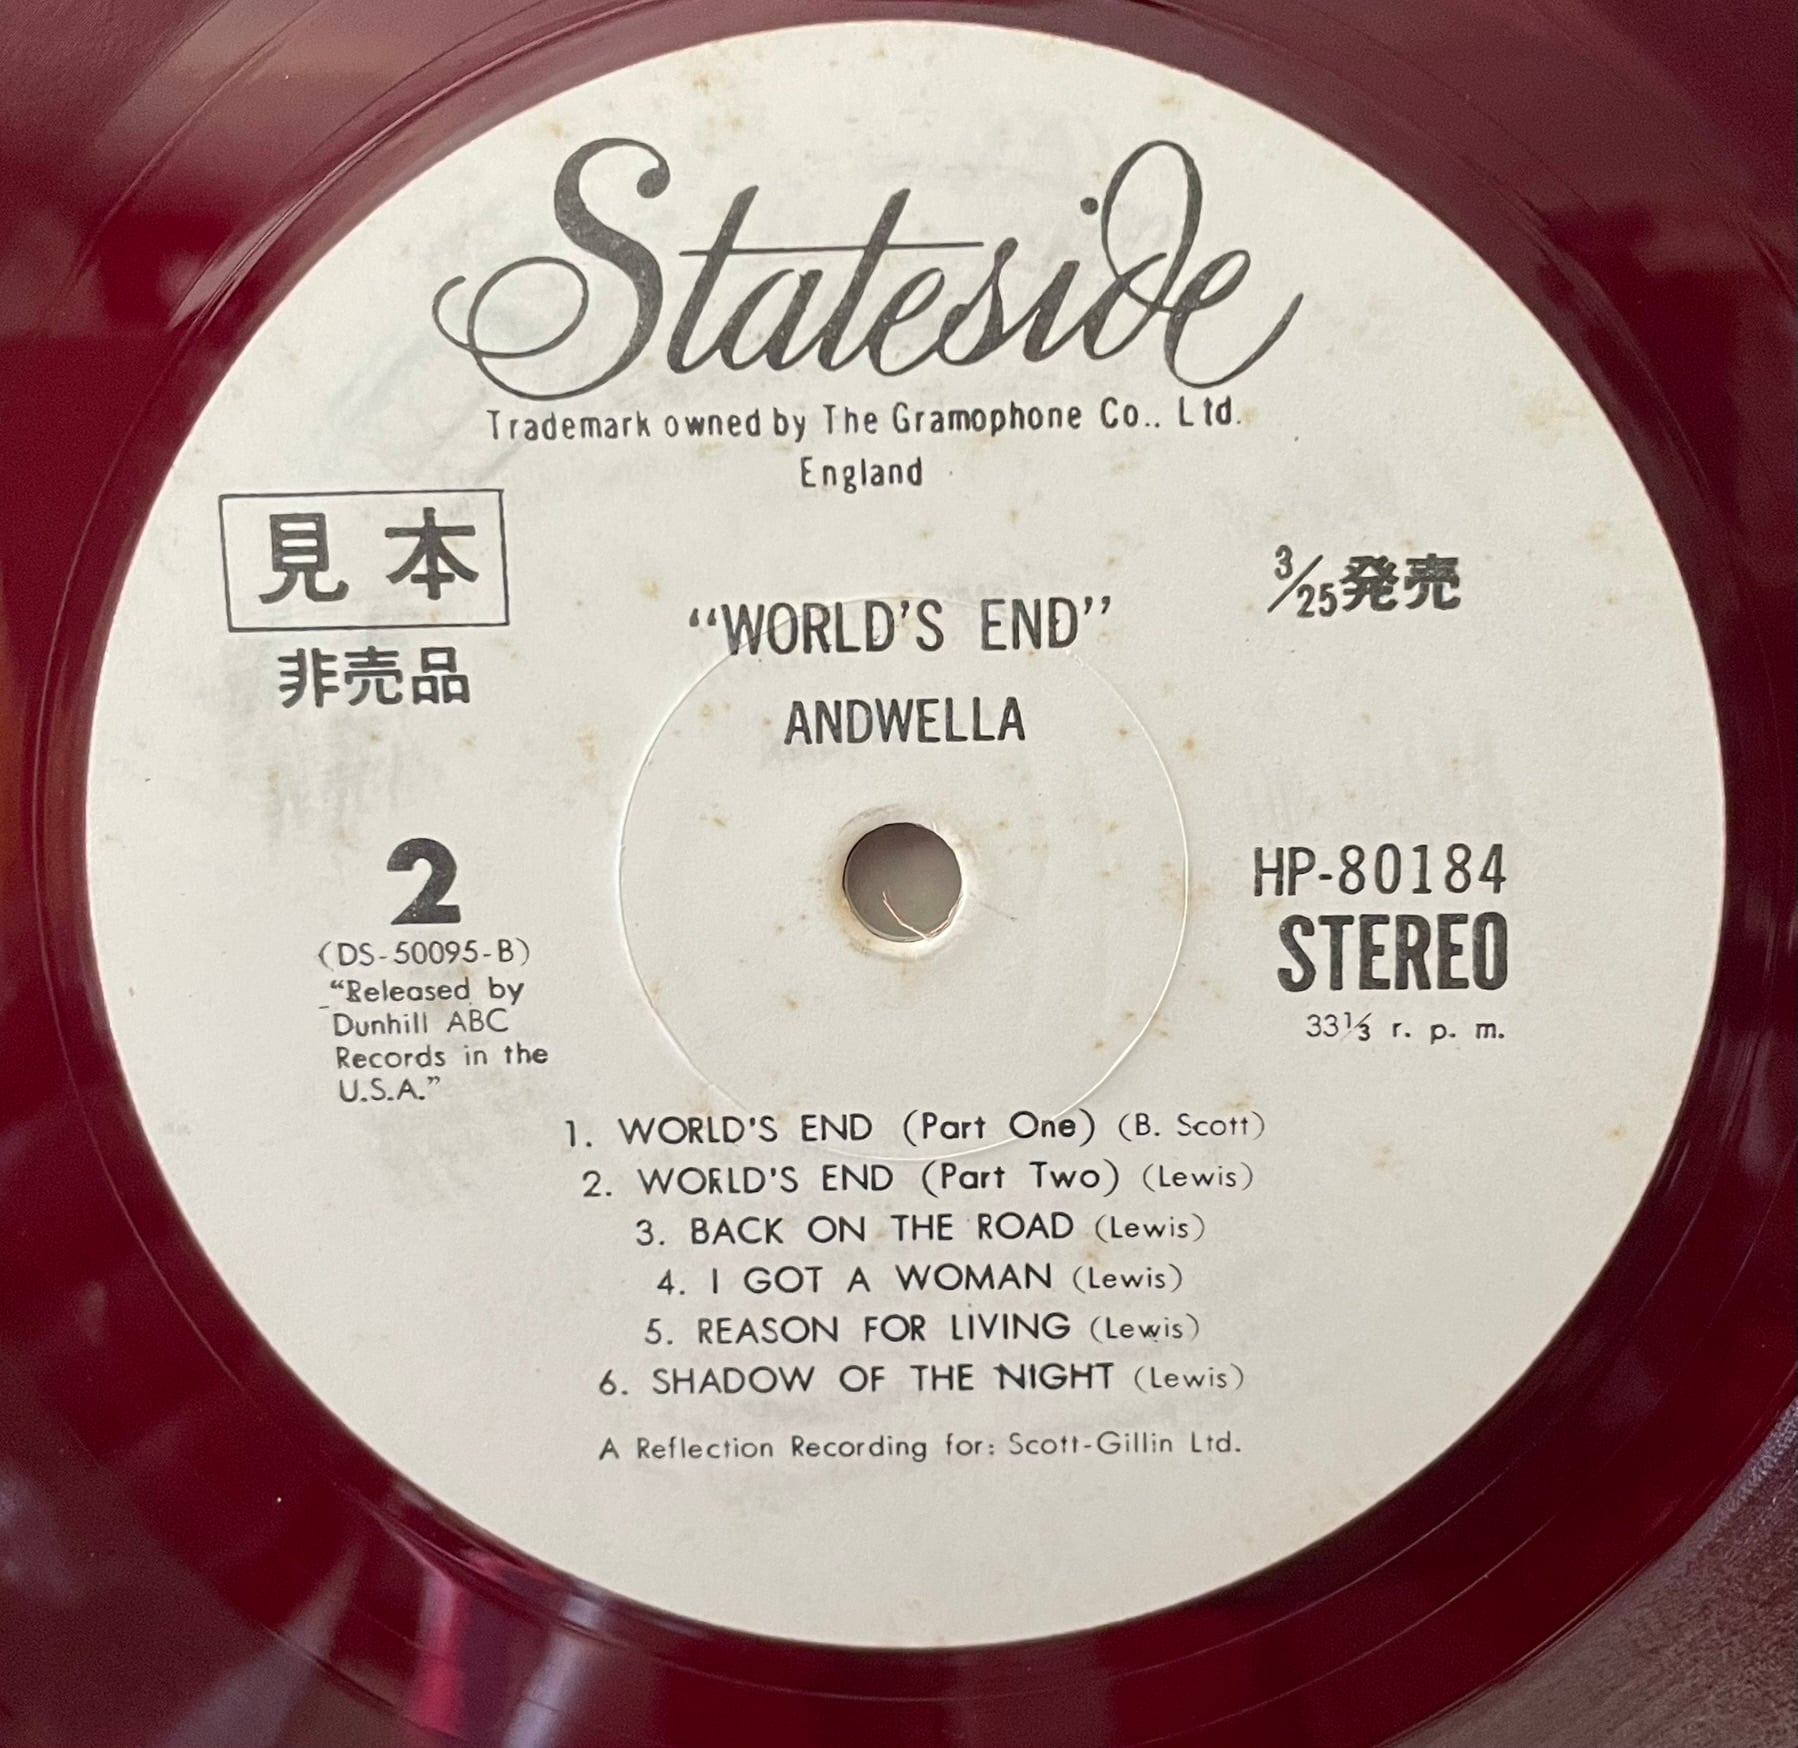 Stateside
Trademark owned by The Gramophone Co.. Ltd.
England
見本
非売品
3/25発売
“WORLD'S END”
ANDWELLA
2
(DS-50095-B)
“Released by
Dunhill ABC
Records in the
U.S.A.”
HP-80184
STEREO
33⅓ r. p. m.
1. WORLD'S END (Part One) (B. Scott)
2. WORLD'S END (Part Two) (Lewis)
3. BACK ON THE ROAD (Lewis)
4. I GOT A WOMAN (Lewis)
5. REASON FOR LIVING (Lewis)
6. SHADOW OF THE NIGHT (Lewis)
A Reflection Recording for: Scott-Gillin Ltd.